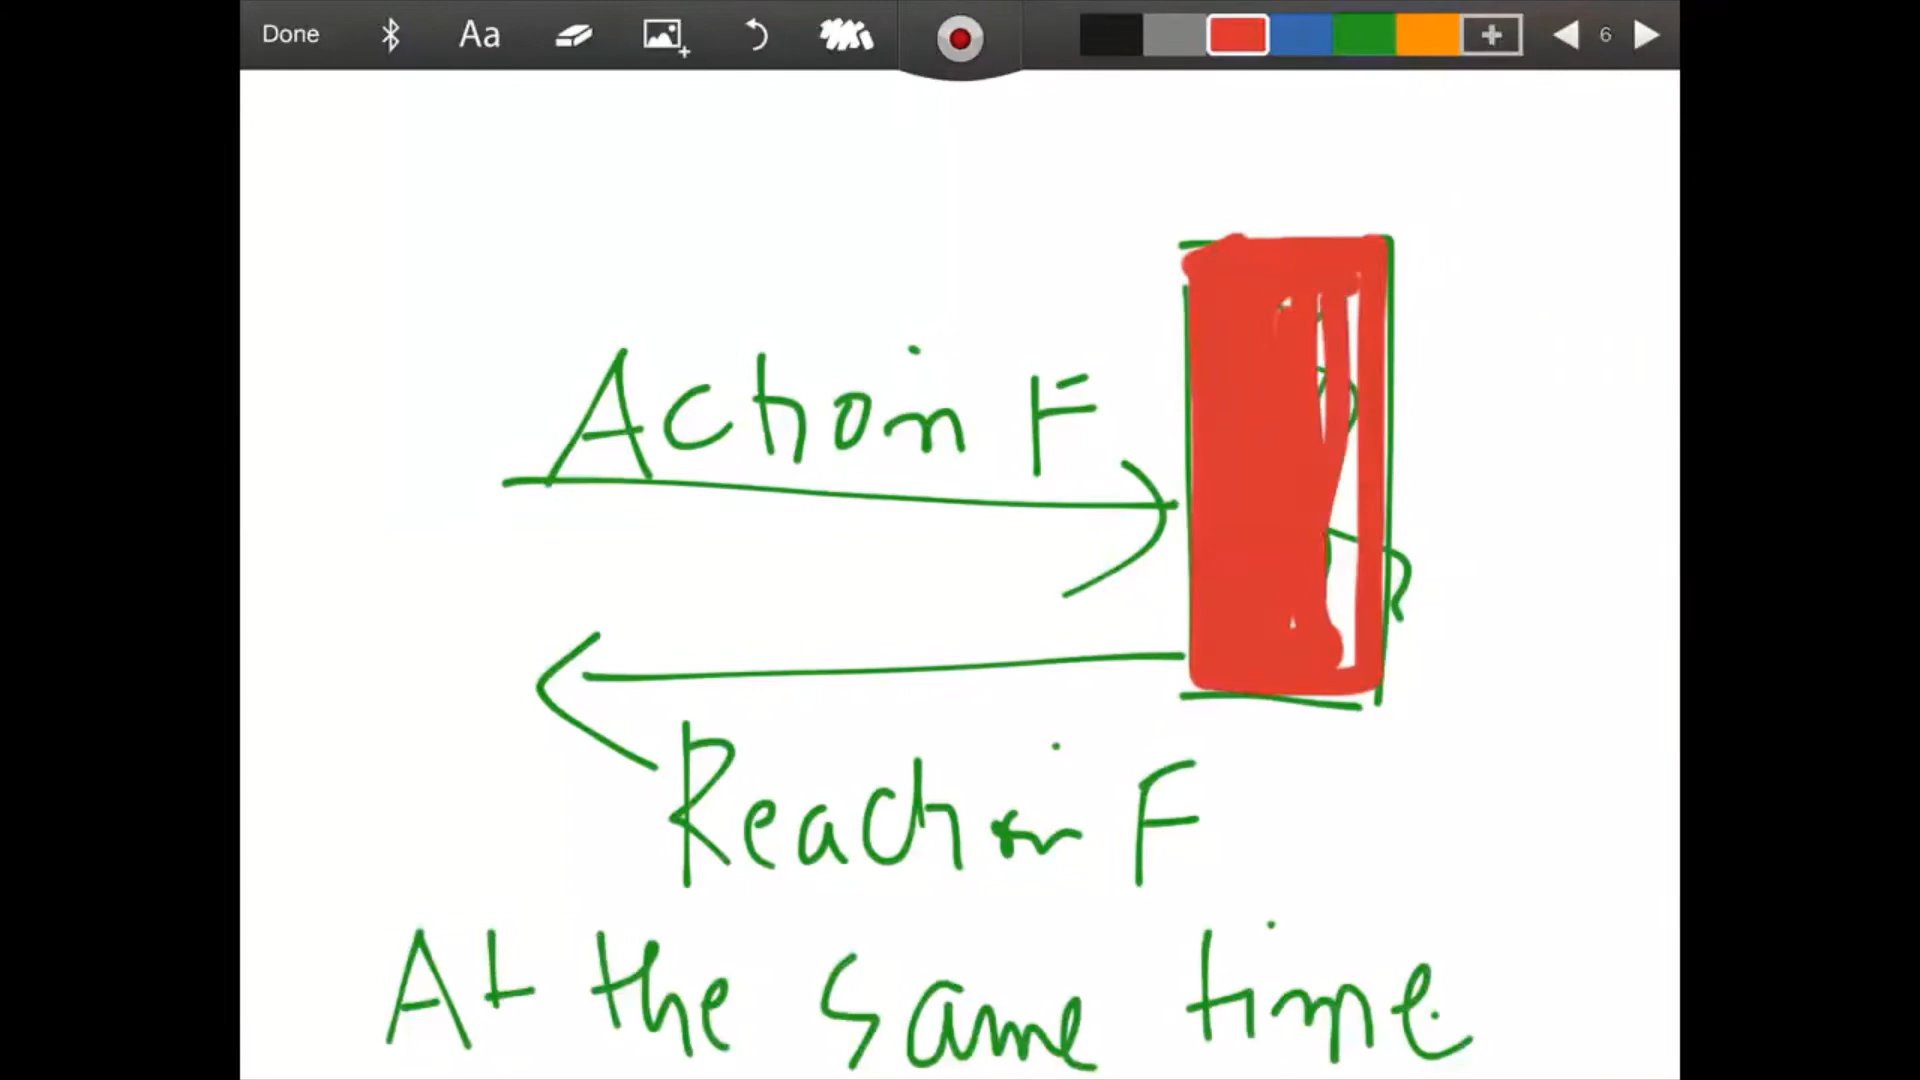 Done
Aa
6
Action F
Reaction F
At the same time